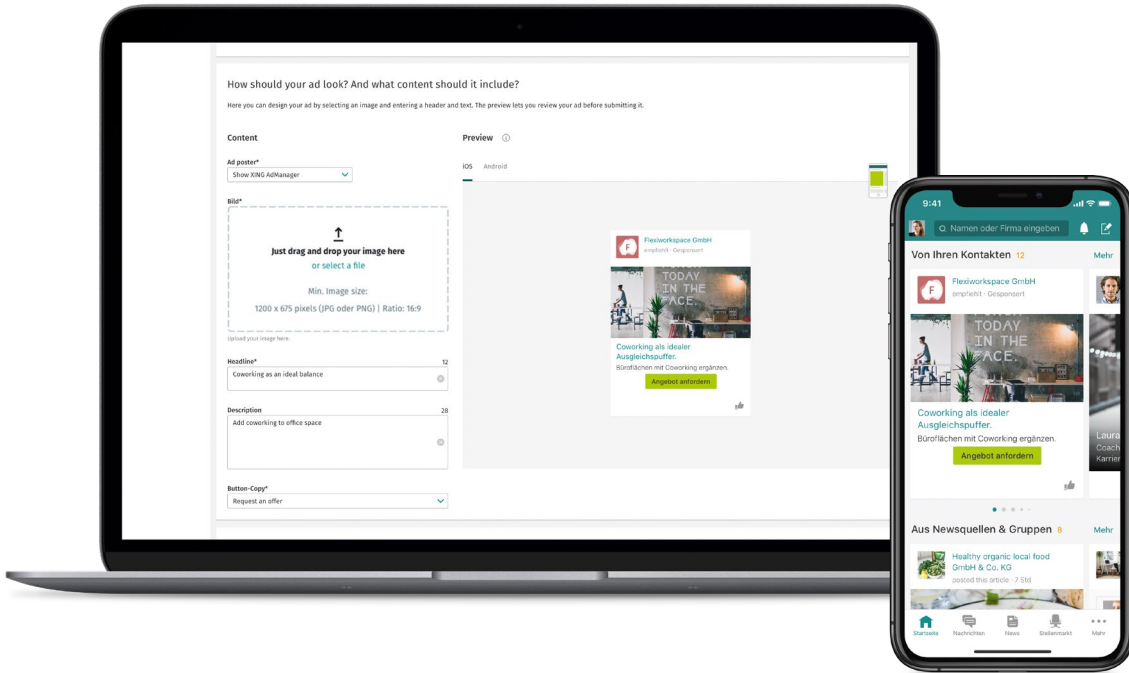 How should your ad look? And what content should it include?
Here you can design your ad by selecting an image and entering a header and text. The preview lets you review your ad before submitting it.
Content
Ad poster*
Show XING AdManager
Bild*
Just drag and drop your image here
or select a file
Min. Image size:
1200 x 675 pixels (JPG oder PNG) | Ratio: 16:9
Upload your image here.
Headline*
12
Coworking as an ideal balance
Description
28
Add coworking to office space
Button-Copy*
Request an offer
Preview
iOS Android
F
Flexiworkspace GmbH
empfiehlt · Gesponsert
TODAY
IN THE
FACE.
Coworking als idealer
Ausgleichspuffer.
Büroflächen mit Coworking ergänzen.
Angebot anfordern
9:41
Namen oder Firma eingeben
Von Ihren Kontakten 12
Mehr
F
Flexiworkspace GmbH
empfiehlt · Gesponsert
TODAY
IN THE
FACE.
Coworking als idealer
Ausgleichspuffer.
Büroflächen mit Coworking ergänzen.
Angebot anfordern
Laura
Coach
Karrier
Aus Newsquellen & Gruppen 8
Mehr
Healthy organic local food
GmbH & Co. KG
posted this article · 7 Std
Startseite
Nachrichten
News
Stellenmarkt
Mehr